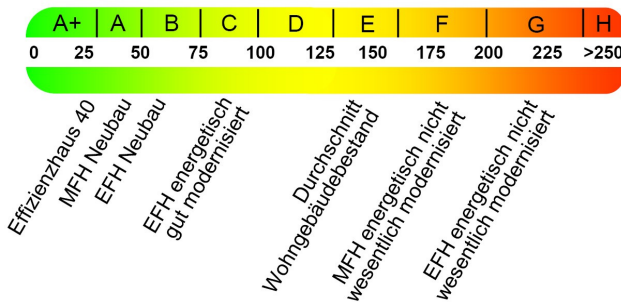 A+ A B C D E F G H
0 25 50 75 100 125 150 175 200 225 >250
Effizienzhaus 40
MFH Neubau
EFH Neubau
EFH energetisch
gut modernisiert
Durchschnitt
Wohngebäudebestand
MFH energetisch nicht
wesentlich modernisiert
EFH energetisch nicht
wesentlich modernisiert